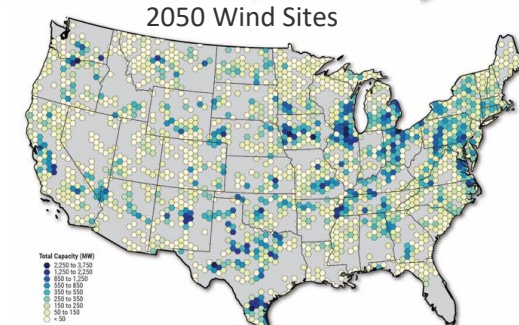 2050 Wind Sites
Total Capacity (MW)
2,250 to 3,750
1,250 to 2,250
850 to 1,250
550 to 850
350 to 550
250 to 350
150 to 250
50 to 150
< 50